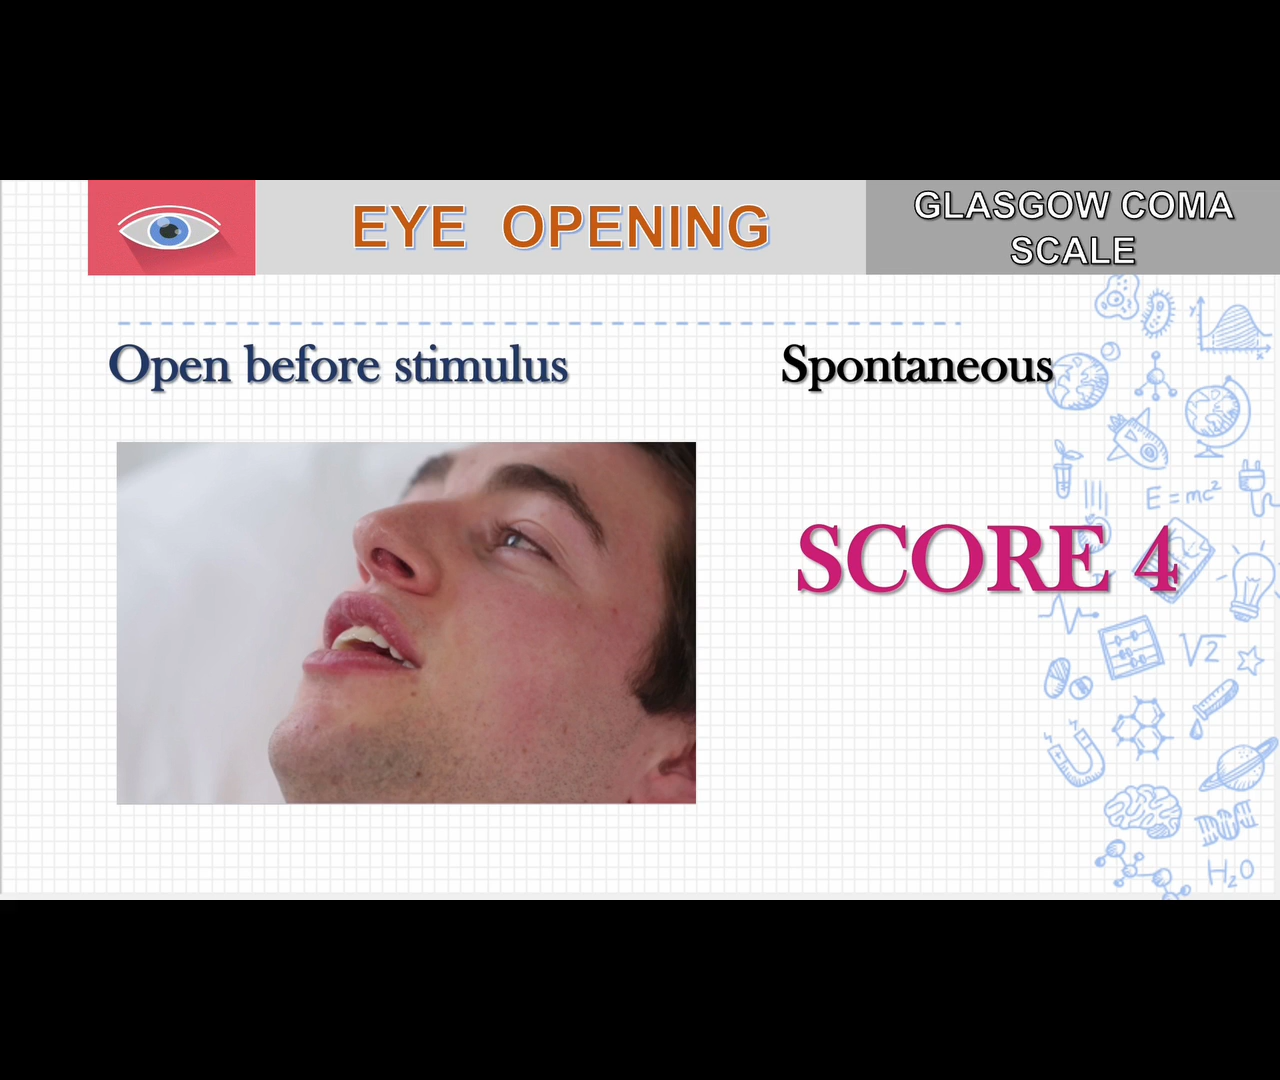 EYE OPENING
GLASGOW COMA
SCALE
Open before stimulus
Spontaneous
SCORE 4
y
x
E = mc²
√2
H₂O